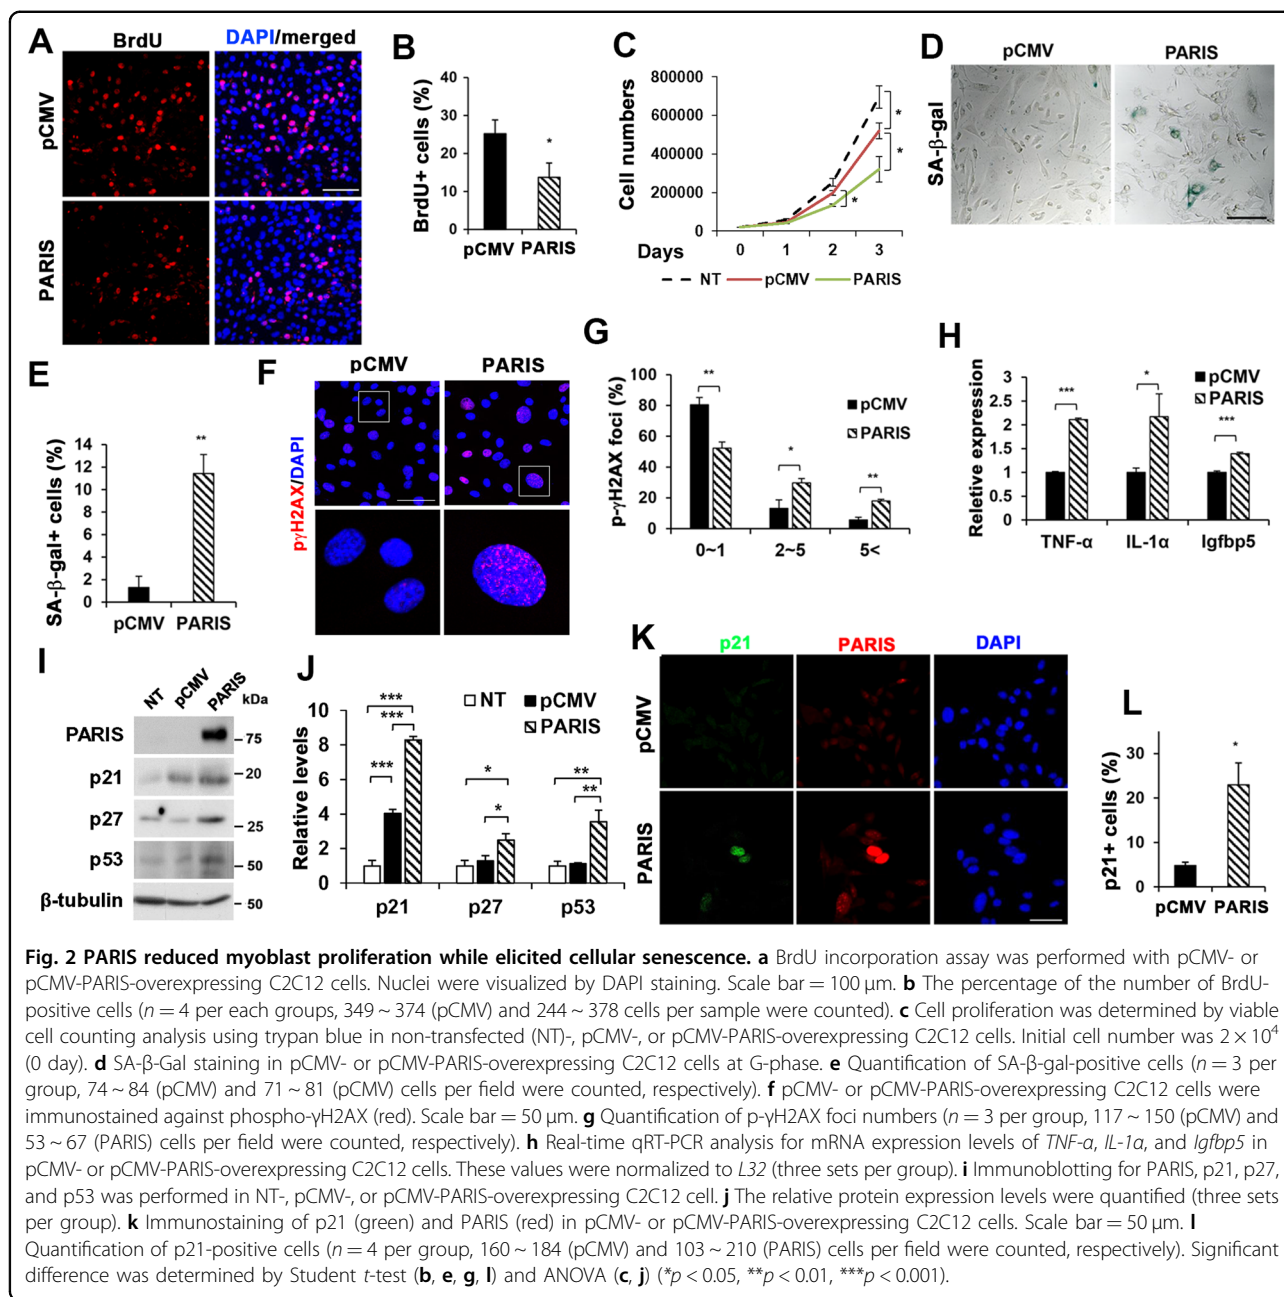 A
BrdU
DAPI/merged
pCMV
PARIS
B
BrdU+ cells (%)
40
30
20
10
0
*
pCMV PARIS
C
Cell numbers
800000
600000
400000
200000
0
*
*
*
0 1 2 3
Days
NT pCMV PARIS
D
pCMV PARIS
SA-β-gal
E
SA-β-gal+ cells (%)
14
12
10
8
6
4
2
0
**
pCMV PARIS
F
pCMV PARIS
pγH2AX/DAPI
G
p-γH2AX foci (%)
100
80
60
40
20
0
** * **
pCMV
PARIS
0~1 2~5 5<
H
Reletive expression
3
2.5
2
1.5
1
0.5
0
*** * ***
pCMV
PARIS
TNF-α IL-1α Igfbp5
I
NT pCMV PARIS kDa
PARIS 75
p21 20
p27 25
p53 50
β-tubulin 50
J
NT pCMV
PARIS
Relative levels
10
8
6
4
2
0
***
***
***
*
*
**
**
p21 p27 p53
K
p21 PARIS DAPI
pCMV
PARIS
L
p21+ cells (%)
30
20
10
0
*
pCMV PARIS
Fig. 2 PARIS reduced myoblast proliferation while elicited cellular senescence. a BrdU incorporation assay was performed with pCMV- or
pCMV-PARIS-overexpressing C2C12 cells. Nuclei were visualized by DAPI staining. Scale bar = 100 μm. b The percentage of the number of BrdU-
positive cells (n = 4 per each groups, 349 ~ 374 (pCMV) and 244 ~ 378 cells per sample were counted). c Cell proliferation was determined by viable
cell counting analysis using trypan blue in non-transfected (NT)-, pCMV-, or pCMV-PARIS-overexpressing C2C12 cells. Initial cell number was 2 × 10⁴
(0 day). d SA-β-Gal staining in pCMV- or pCMV-PARIS-overexpressing C2C12 cells at G-phase. e Quantification of SA-β-gal-positive cells (n = 3 per
group, 74 ~ 84 (pCMV) and 71 ~ 81 (pCMV) cells per field were counted, respectively). f pCMV- or pCMV-PARIS-overexpressing C2C12 cells were
immunostained against phospho-γH2AX (red). Scale bar = 50 μm. g Quantification of p-γH2AX foci numbers (n = 3 per group, 117 ~ 150 (pCMV) and
53 ~ 67 (PARIS) cells per field were counted, respectively). h Real-time qRT-PCR analysis for mRNA expression levels of TNF-α, IL-1α, and Igfbp5 in
pCMV- or pCMV-PARIS-overexpressing C2C12 cells. These values were normalized to L32 (three sets per group). i Immunoblotting for PARIS, p21, p27,
and p53 was performed in NT-, pCMV-, or pCMV-PARIS-overexpressing C2C12 cell. j The relative protein expression levels were quantified (three sets
per group). k Immunostaining of p21 (green) and PARIS (red) in pCMV- or pCMV-PARIS-overexpressing C2C12 cells. Scale bar = 50 μm. l
Quantification of p21-positive cells (n = 4 per group, 160 ~ 184 (pCMV) and 103 ~ 210 (PARIS) cells per field were counted, respectively). Significant
difference was determined by Student t-test (b, e, g, l) and ANOVA (c, j) (*p < 0.05, **p < 0.01, ***p < 0.001).